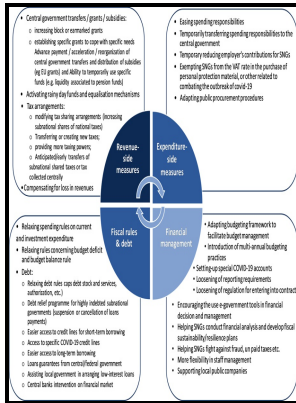 • Central government transfers / grants / subsidies:
o increasing block or earmarked grants
o establishing specific grants to cope with specific needs
Advance payment / acceleration / reorganization of
central government transfers and distribution of subsidies
(eg EU grants) and Ability to temporarily use specific
funds (e.g. liquidity associated to pension funds)
• Activating rainy day funds and equalisation mechanisms
• Tax arrangements:
o modifying tax sharing arrangements (increasing
subnational shares of national taxes)
o Transferring or creating new taxes;
o providing more taxing powers;
o Anticipated/early transfers of
subnational shared taxes or tax
collected centrally
• Compensating for loss in revenues
• Easing spending responsibilities
• Temporarily transferring spending responsibilities to the
central government
• Temporary reducing employer's contributions for SNGs
• Exempting SNGs from the VAT rate in the purchase of
personal protection material, or other related to
combating the outbreak of covid-19
• Adapting public procurement procedures
Revenue-
side
measures
Expenditure-
side
measures
Fiscal rules
& debt
Financial
management
• Relaxing spending rules on current
and investment expenditure
• Relaxing rules concerning budget deficit
and budget balance rule
• Debt:
o Relaxing debt rules caps debt stock and services,
authorization, etc.)
o Debt relief programme for highly indebted subnational
governments (suspension or cancellation of loans
payments)
o Easier access to credit lines for short-term borrowing
o Access to specific COVID-19 credit lines
o Easier access to long-term borrowing
o Loans guarantees from central/federal government
o Assisting local government in arranging low-interest loans
o Central banks intervention on financial market
• Adapting budgeting framework to
facilitate budget management
• Introduction of multi-annual budgeting
practices
• Setting-up special COVID-19 accounts
• Loosening of reporting requirements
• Loosening of regulation for entering into contract
• Encouraging the use e-government tools in financial
decision and management
• Helping SNGs conduct financial analysis and develop fiscal
sustainability/resilience plans
• Helping SNGs fight against fraud, un paid taxes etc.
• More flexibility in staff management
• Supporting local public companies